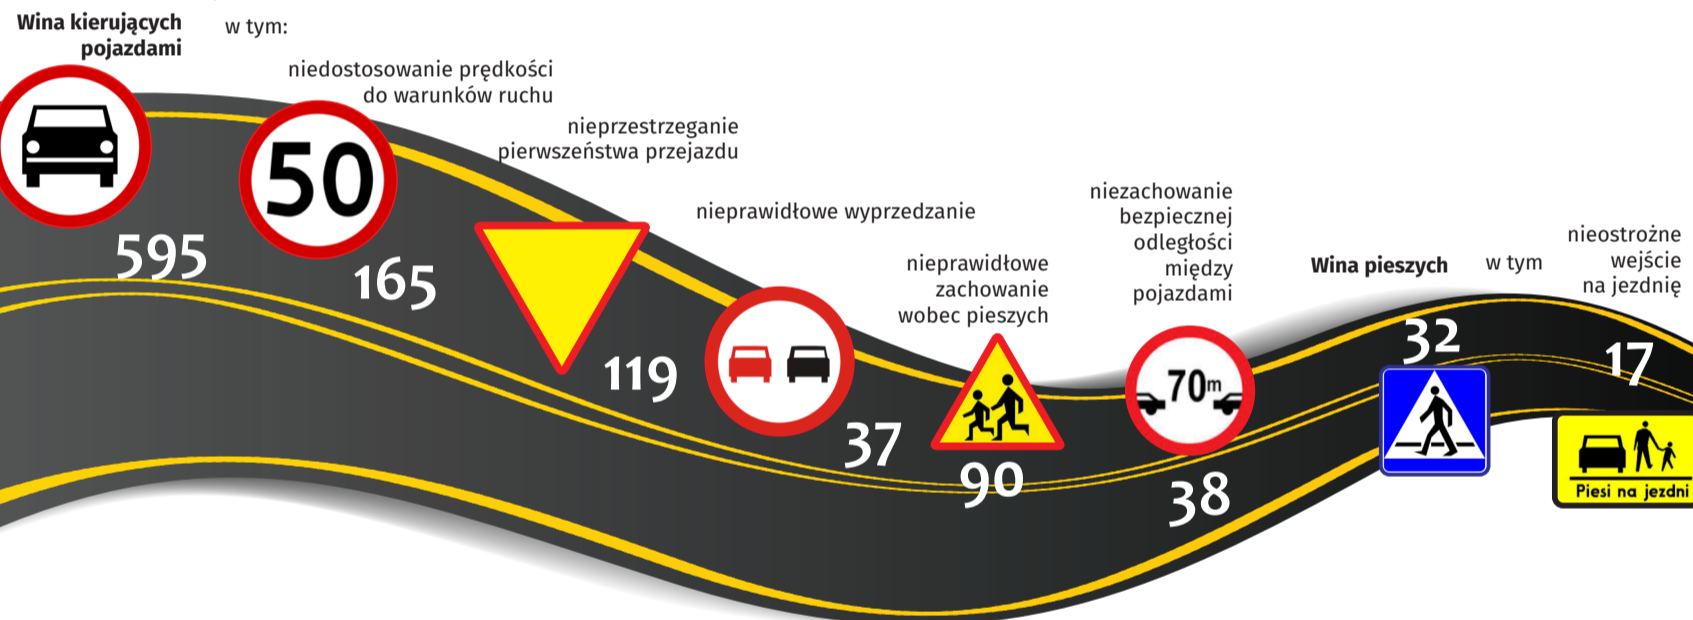 Wina kierujących
pojazdami
w tym:
niedostosowanie prędkości
do warunków ruchu
nieprzestrzeganie
pierwszeństwa przejazdu
nieprawidłowe wyprzedzanie
nieprawidłowe
zachowanie
wobec pieszych
niezachowanie
bezpiecznej
odległości
między
pojazdami
Wina pieszych
w tym
nieostrożne
wejście
na jezdnię
50
595
165
119
37
90
70m
38
32
17
Piesi na jezdni